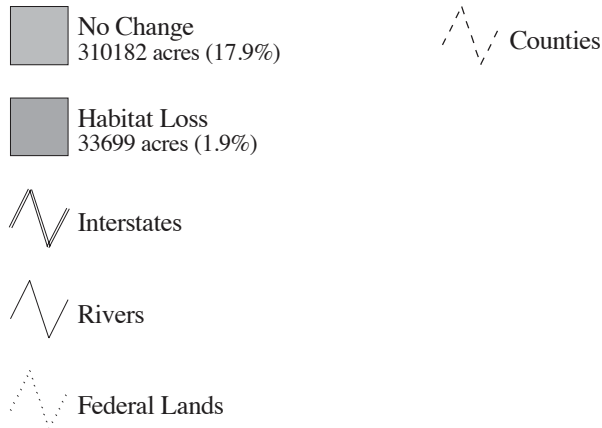 No Change
310182 acres (17.9%)
Habitat Loss
33699 acres (1.9%)
Interstates
Rivers
Federal Lands
Counties